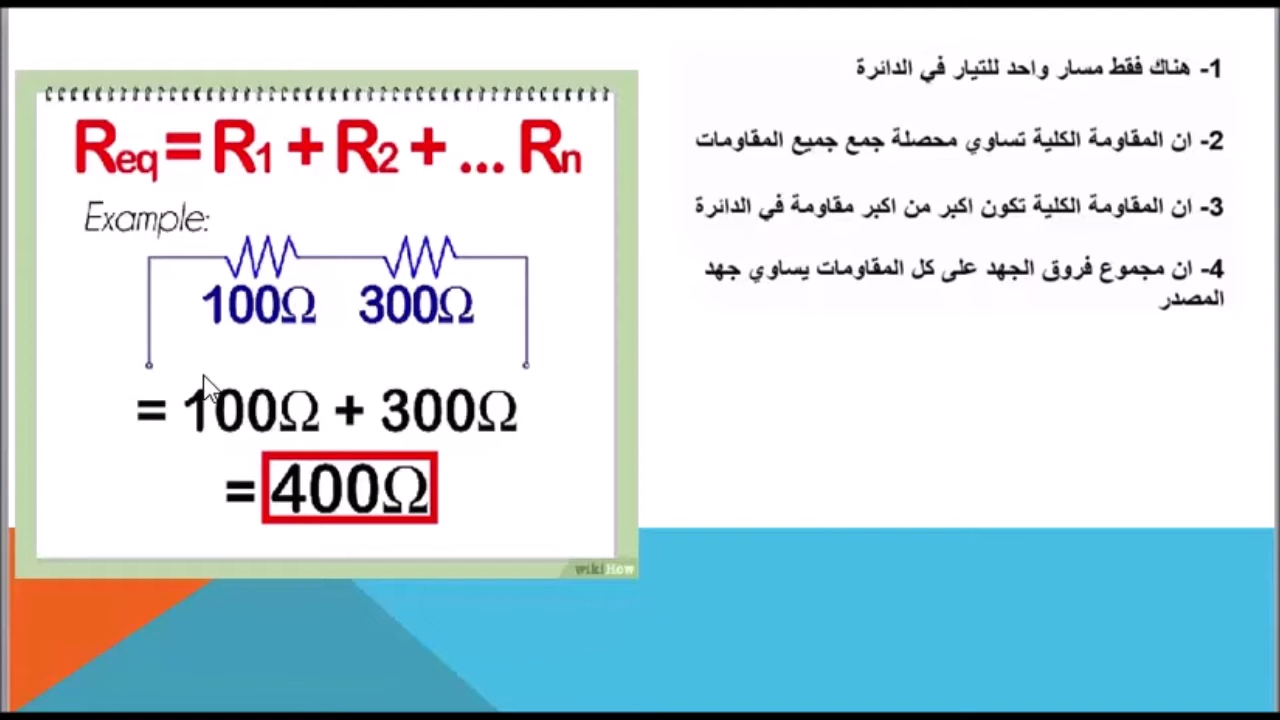 Req = R1 + R2 + ... Rn
Example:
100Ω 300Ω
= 100Ω + 300Ω
= 400Ω
wikiHow
1- هناك فقط مسار واحد للتيار في الدائرة
2- ان المقاومة الكلية تساوي محصلة جمع جميع المقاومات
3- ان المقاومة الكلية تكون اكبر من اكبر مقاومة في الدائرة
4- ان مجموع فروق الجهد على كل المقاومات يساوي جهد
المصدر